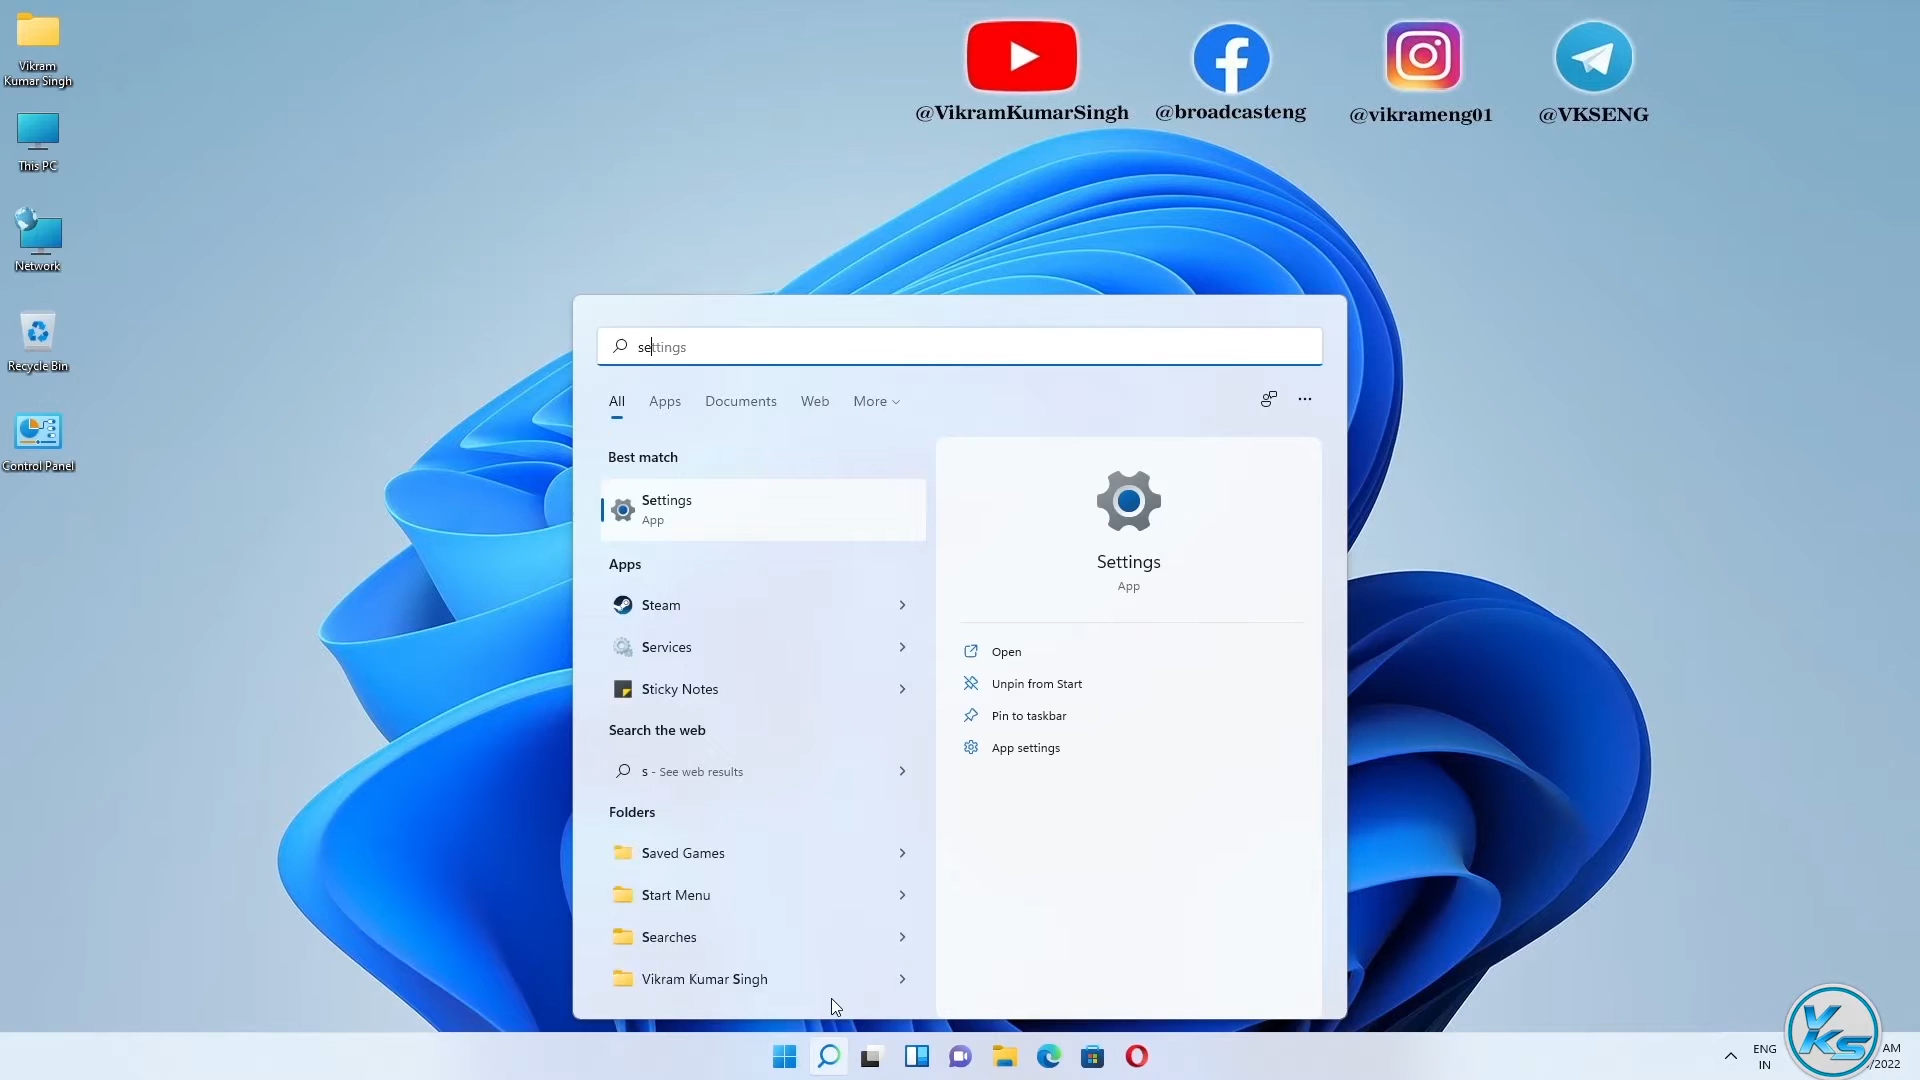 Vikram
Kumar Singh
This PC
Network
Recycle Bin
Control Panel
@VikramKumarSingh
@broadcasteng
@vikrameng01
@VKSENG
settings
All
Apps
Documents
Web
More
Best match
Settings
App
Apps
Steam
Services
Sticky Notes
Search the web
s - See web results
Folders
Saved Games
Start Menu
Searches
Vikram Kumar Singh
Settings
App
Open
Unpin from Start
Pin to taskbar
App settings
ENG
IN
VKS
AM
/2022